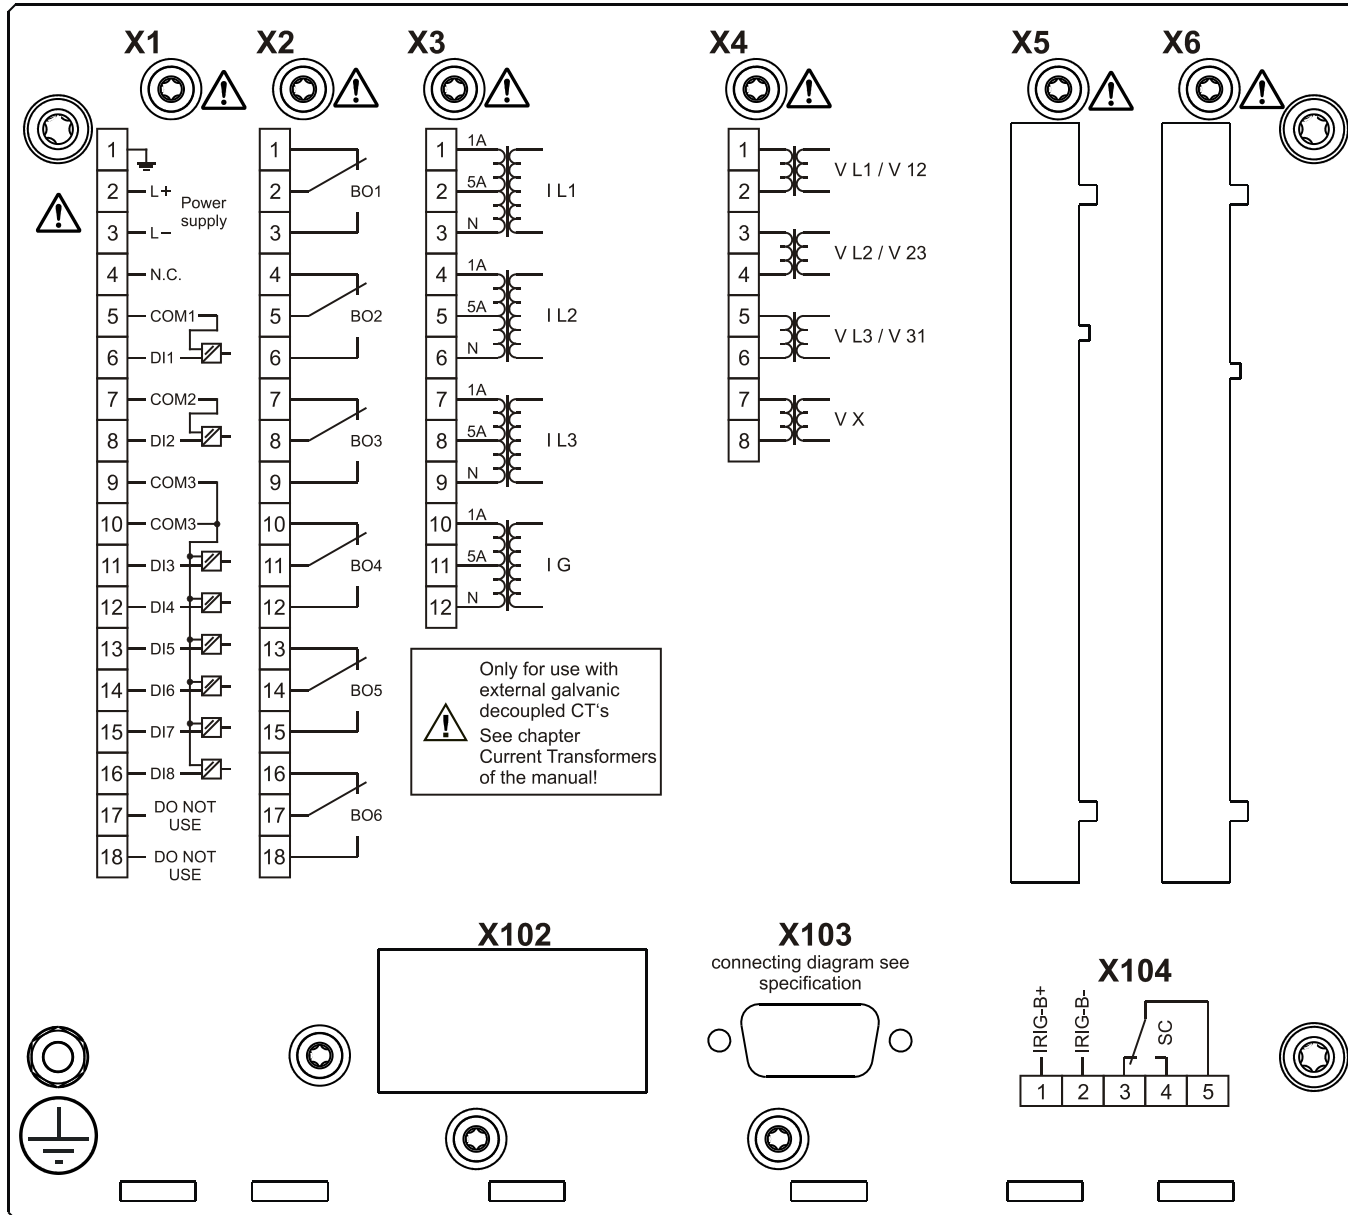 X1 X2 X3 X4 X5 X6
1
2 L+
3 L−
Power
supply
4 N.C.
5 COM1
6 DI1
7 COM2
8 DI2
9 COM3
10 COM3
11 DI3
12 DI4
13 DI5
14 DI6
15 DI7
16 DI8
17 DO NOT
USE
18 DO NOT
USE
1
2 BO1
3
4
5 BO2
6
7
8 BO3
9
10
11 BO4
12
13
14 BO5
15
16
17 BO6
18
1 1A
2 5A I L1
3 N
4 1A
5 5A I L2
6 N
7 1A
8 5A I L3
9 N
10 1A
11 5A I G
12 N
Only for use with
external galvanic
decoupled CT‘s
See chapter
Current Transformers
of the manual!
1
V L1 / V 12
2
3
V L2 / V 23
4
5
V L3 / V 31
6
7
V X
8
X102
X103
connecting diagram see
specification
X104
IRIG-B+
IRIG-B-
SC
1 2 3 4 5